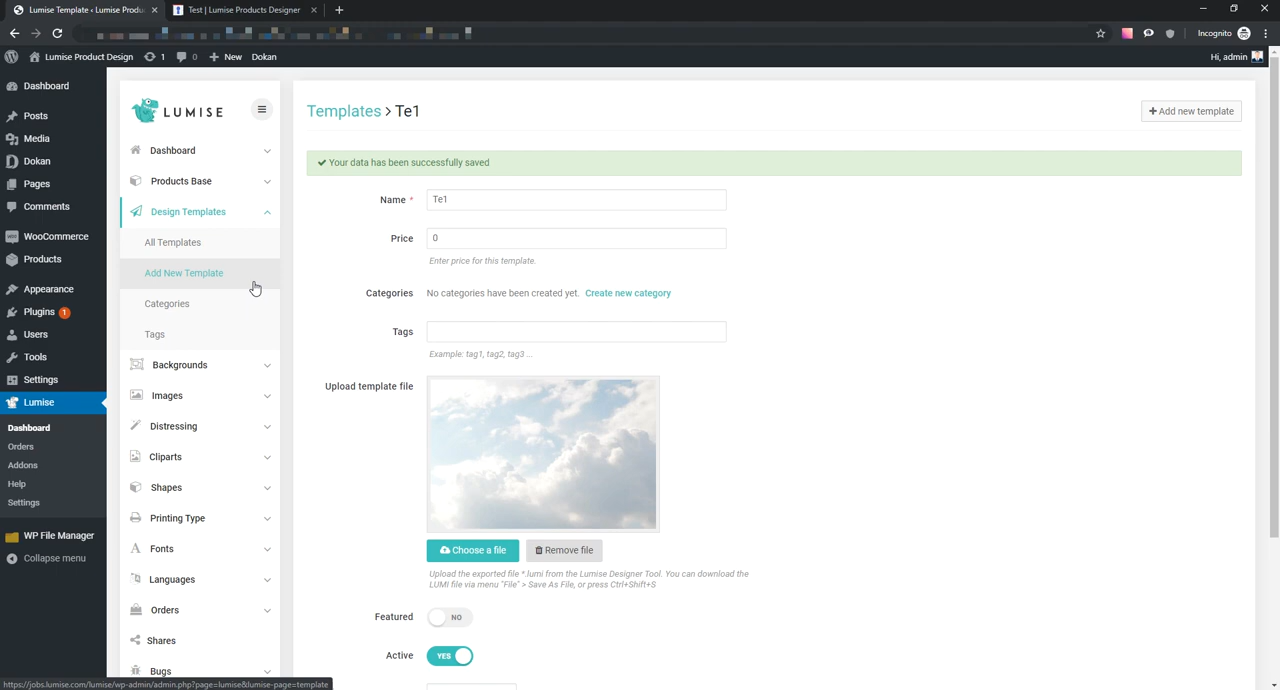 Lumise Template ‹ Lumise Produ
Test | Lumise Products Designer
Incognito
Lumise Product Design
1
0
New
Dokan
Hi, admin
Dashboard
Posts
Media
Dokan
Pages
Comments
WooCommerce
Products
Appearance
Plugins 1
Users
Tools
Settings
Lumise
Dashboard
Orders
Addons
Help
Settings
WP File Manager
Collapse menu
LUMISE
Dashboard
Products Base
Design Templates
All Templates
Add New Template
Categories
Tags
Backgrounds
Images
Distressing
Cliparts
Shapes
Printing Type
Fonts
Languages
Orders
Shares
Bugs
Templates > Te1
+ Add new template
Your data has been successfully saved
Name *
Te1
Price
0
Enter price for this template.
Categories
No categories have been created yet. Create new category
Tags
Example: tag1, tag2, tag3 ...
Upload template file
Choose a file
Remove file
Upload the exported file *.lumi from the Lumise Designer Tool. You can download the
LUMI file via menu "File" > Save As File, or press Ctrl+Shift+S
Featured
NO
Active
YES
https://jobs.lumise.com/lumise/wp-admin/admin.php?page=lumise&lumise-page=template